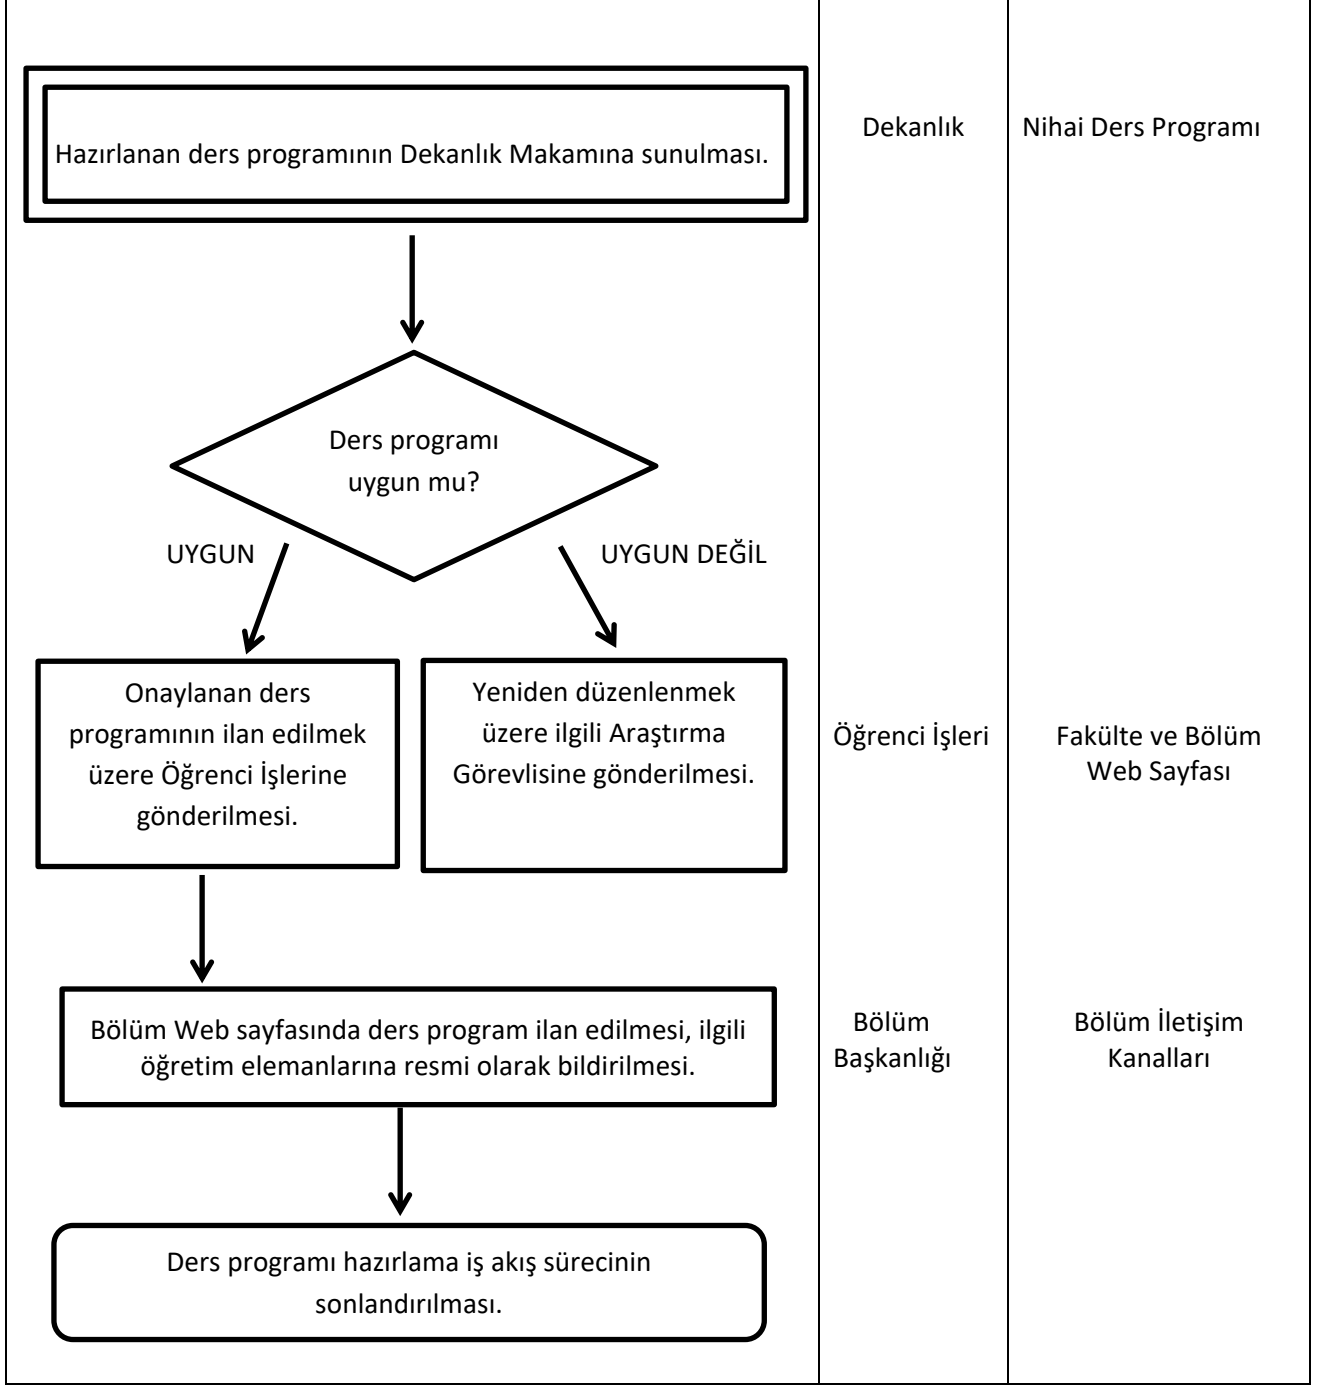 Hazırlanan ders programının Dekanlık Makamına sunulması.
Dekanlık
Nihai Ders Programı
Ders programı
uygun mu?
UYGUN
UYGUN DEĞİL
Onaylanan ders
programının ilan edilmek
üzere Öğrenci İşlerine
gönderilmesi.
Yeniden düzenlenmek
üzere ilgili Araştırma
Görevlisine gönderilmesi.
Öğrenci İşleri
Fakülte ve Bölüm
Web Sayfası
Bölüm Web sayfasında ders program ilan edilmesi, ilgili
öğretim elemanlarına resmi olarak bildirilmesi.
Bölüm
Başkanlığı
Bölüm İletişim
Kanalları
Ders programı hazırlama iş akış sürecinin
sonlandırılması.